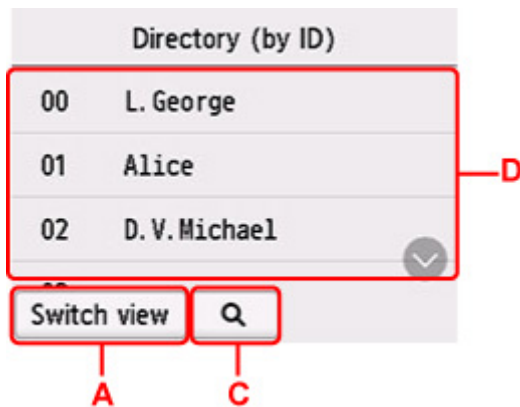 Directory (by ID)
00 L. George
01 Alice
02 D. V. Michael
Switch view
A
C
D